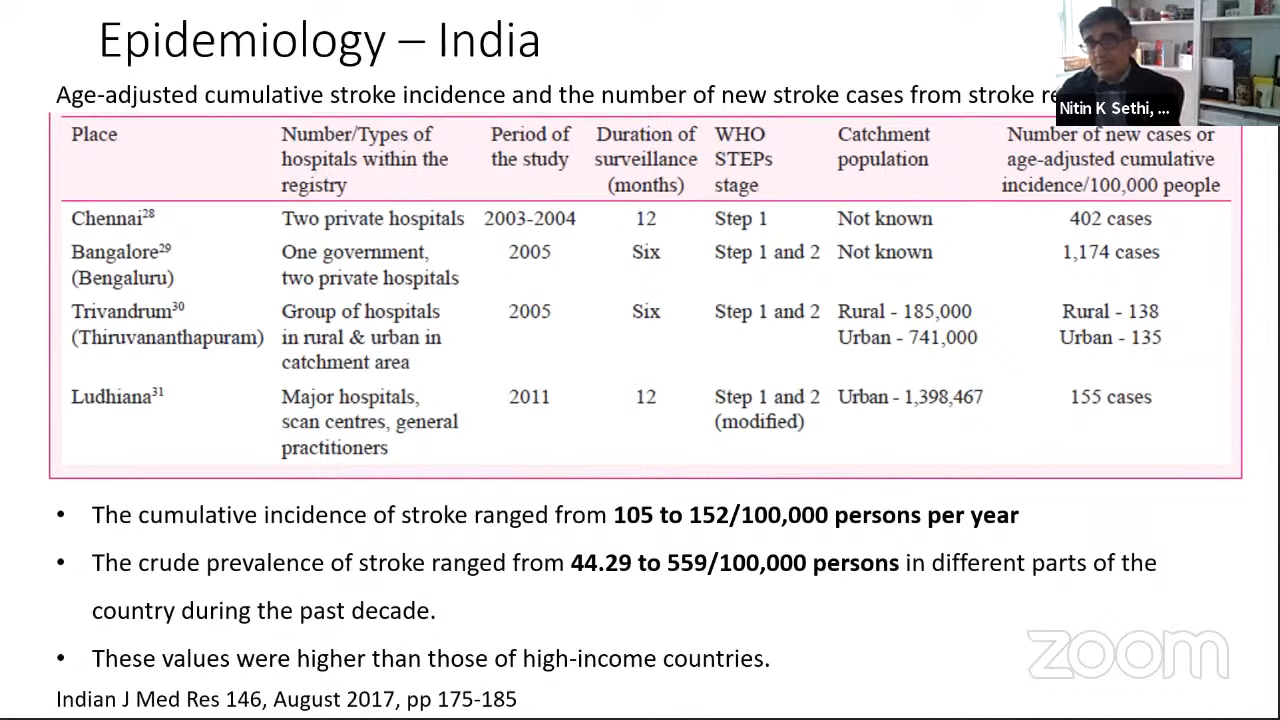 Epidemiology – India
Age-adjusted cumulative stroke incidence and the number of new stroke cases from stroke
Nitin K Sethi, ...
Place Number/Types of hospitals within the registry Period of the study Duration of surveillance (months) WHO STEPs stage Catchment population Number of new cases or age-adjusted cumulative incidence/100,000 people
Chennai28 Two private hospitals 2003-2004 12 Step 1 Not known 402 cases
Bangalore29 (Bengaluru) One government, two private hospitals 2005 Six Step 1 and 2 Not known 1,174 cases
Trivandrum30 (Thiruvananthapuram) Group of hospitals in rural & urban in catchment area 2005 Six Step 1 and 2 Rural - 185,000 Urban - 741,000 Rural - 138 Urban - 135
Ludhiana31 Major hospitals, scan centres, general practitioners 2011 12 Step 1 and 2 (modified) Urban - 1,398,467 155 cases
• The cumulative incidence of stroke ranged from 105 to 152/100,000 persons per year
• The crude prevalence of stroke ranged from 44.29 to 559/100,000 persons in different parts of the
country during the past decade.
• These values were higher than those of high-income countries.
zoom
Indian J Med Res 146, August 2017, pp 175-185